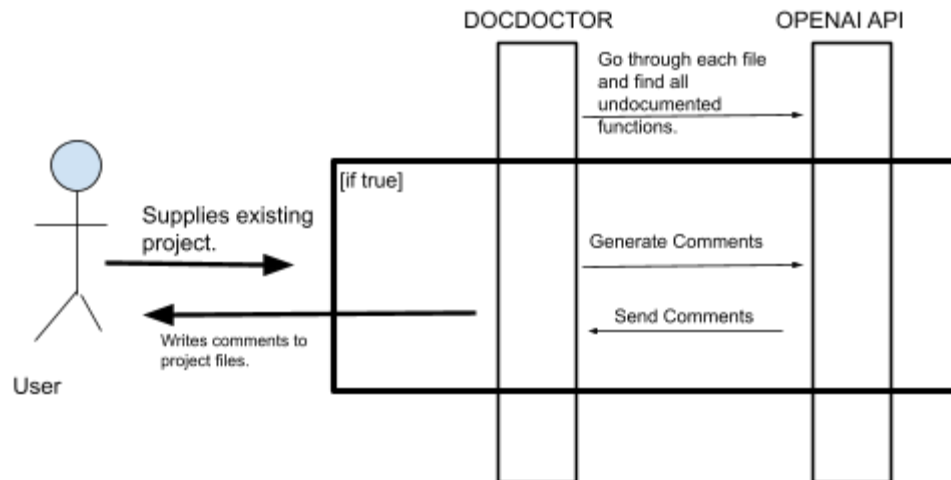 DOCDOCTOR
OPENAI API
Go through each file
and find all
undocumented
functions.
[if true]
Supplies existing
project.
Generate Comments
Send Comments
Writes comments to
project files.
User